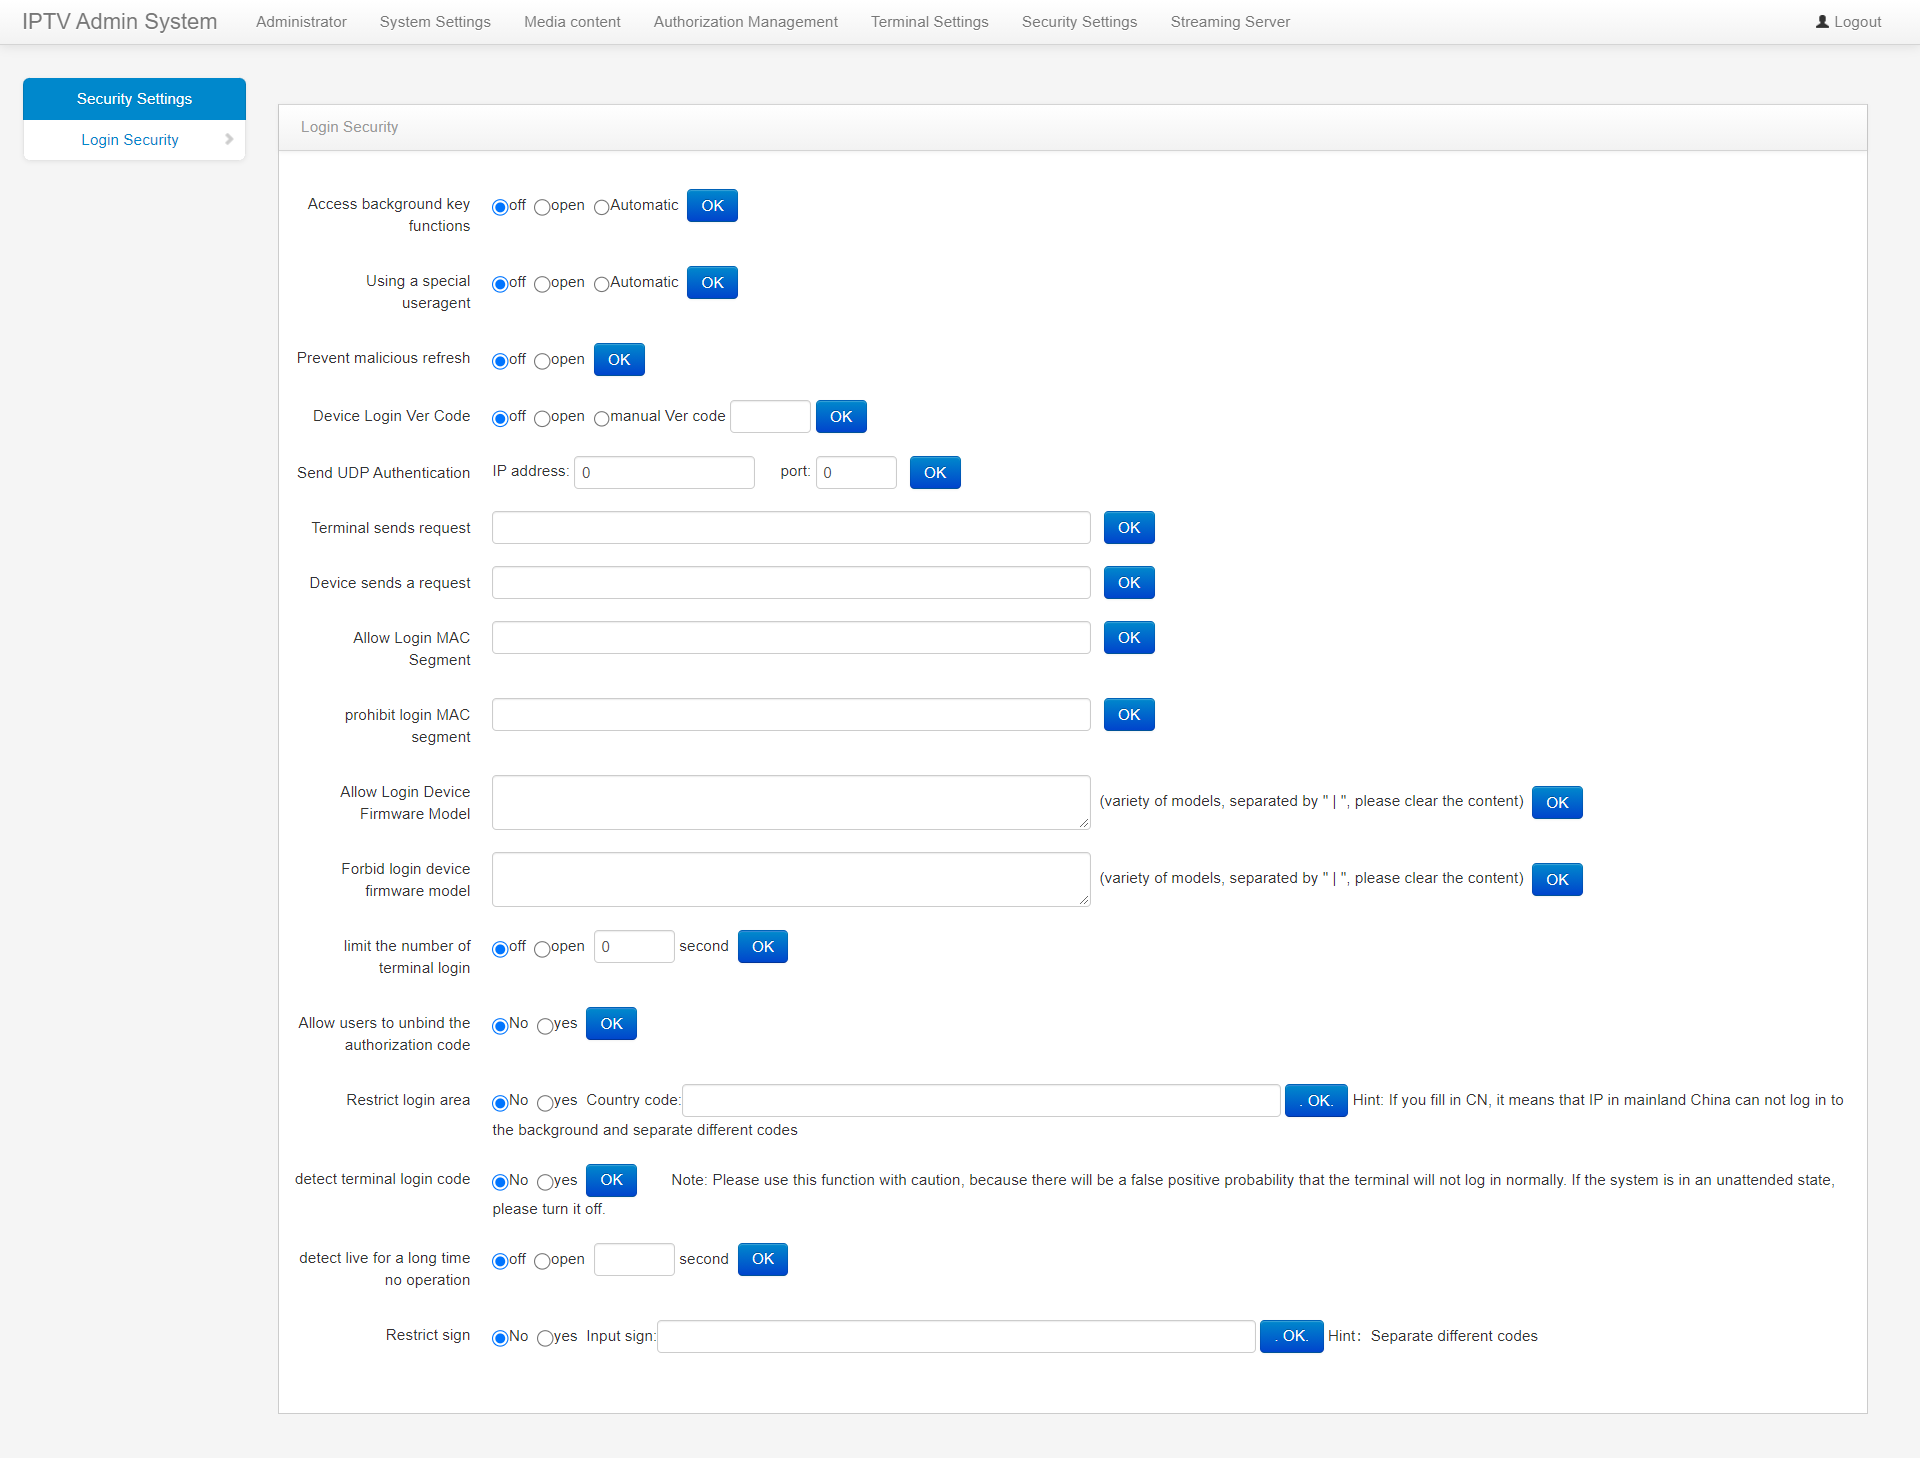 IPTV Admin System Administrator System Settings Media content Authorization Management Terminal Settings Security Settings Streaming Server Logout
Security Settings
Login Security
Login Security
Access background key
functions
off open Automatic OK
Using a special
useragent
off open Automatic OK
Prevent malicious refresh off open OK
Device Login Ver Code off open manual Ver code OK
Send UDP Authentication IP address: 0 port: 0 OK
Terminal sends request OK
Device sends a request OK
Allow Login MAC
Segment
OK
prohibit login MAC
segment
OK
Allow Login Device
Firmware Model
(variety of models, separated by " | ", please clear the content) OK
Forbid login device
firmware model
(variety of models, separated by " | ", please clear the content) OK
limit the number of
terminal login
off open 0 second OK
Allow users to unbind the
authorization code
No yes OK
Restrict login area No yes Country code: . OK. Hint: If you fill in CN, it means that IP in mainland China can not log in to
the background and separate different codes
detect terminal login code No yes OK Note: Please use this function with caution, because there will be a false positive probability that the terminal will not log in normally. If the system is in an unattended state,
please turn it off.
detect live for a long time
no operation
off open second OK
Restrict sign No yes Input sign: . OK. Hint：Separate different codes